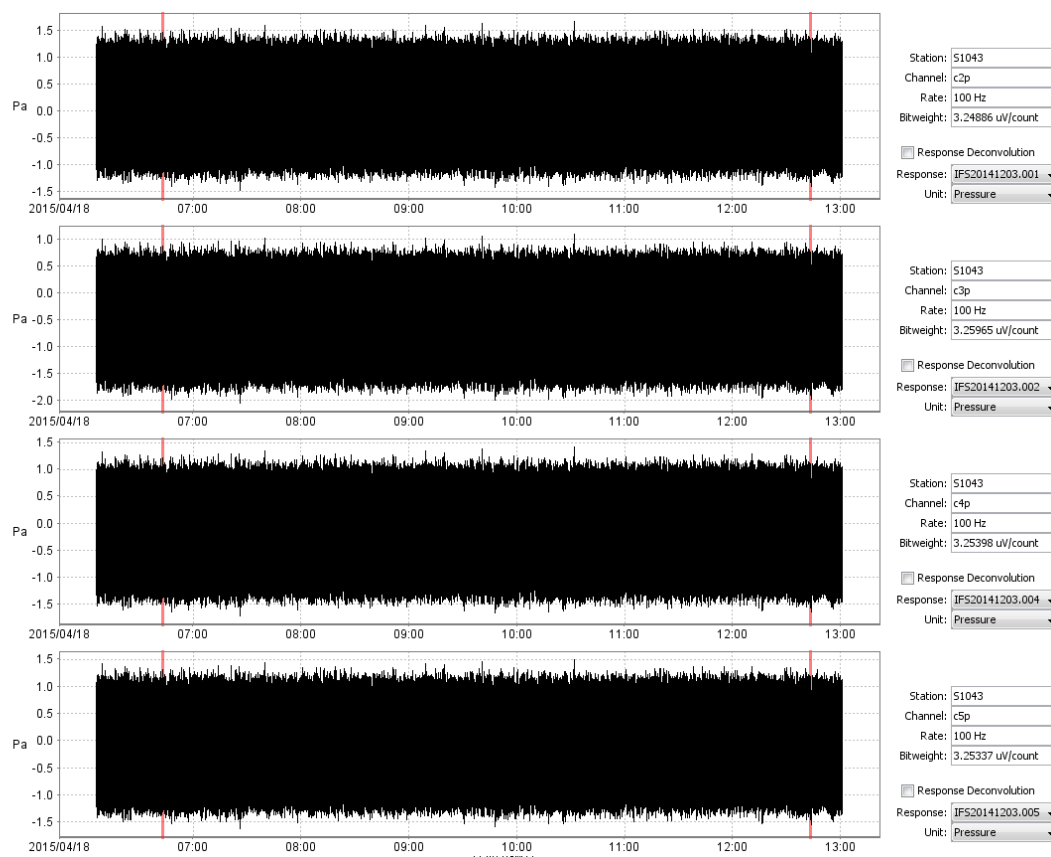 1.5
1.0
0.5
Pa 0.0
-0.5
-1.0
-1.5
2015/04/18 07:00 08:00 09:00 10:00 11:00 12:00 13:00
Station: S1043
Channel: c2p
Rate: 100 Hz
Bitweight: 3.24886 uV/count
Response Deconvolution
Response: IFS20141203.001
Unit: Pressure
1.0
0.5
0.0
Pa -0.5
-1.0
-1.5
-2.0
2015/04/18 07:00 08:00 09:00 10:00 11:00 12:00 13:00
Station: S1043
Channel: c3p
Rate: 100 Hz
Bitweight: 3.25965 uV/count
Response Deconvolution
Response: IFS20141203.002
Unit: Pressure
1.5
1.0
0.5
Pa 0.0
-0.5
-1.0
-1.5
2015/04/18 07:00 08:00 09:00 10:00 11:00 12:00 13:00
Station: S1043
Channel: c4p
Rate: 100 Hz
Bitweight: 3.25398 uV/count
Response Deconvolution
Response: IFS20141203.004
Unit: Pressure
1.5
1.0
0.5
Pa 0.0
-0.5
-1.0
-1.5
2015/04/18 07:00 08:00 09:00 10:00 11:00 12:00 13:00
Station: S1043
Channel: c5p
Rate: 100 Hz
Bitweight: 3.25337 uV/count
Response Deconvolution
Response: IFS20141203.005
Unit: Pressure